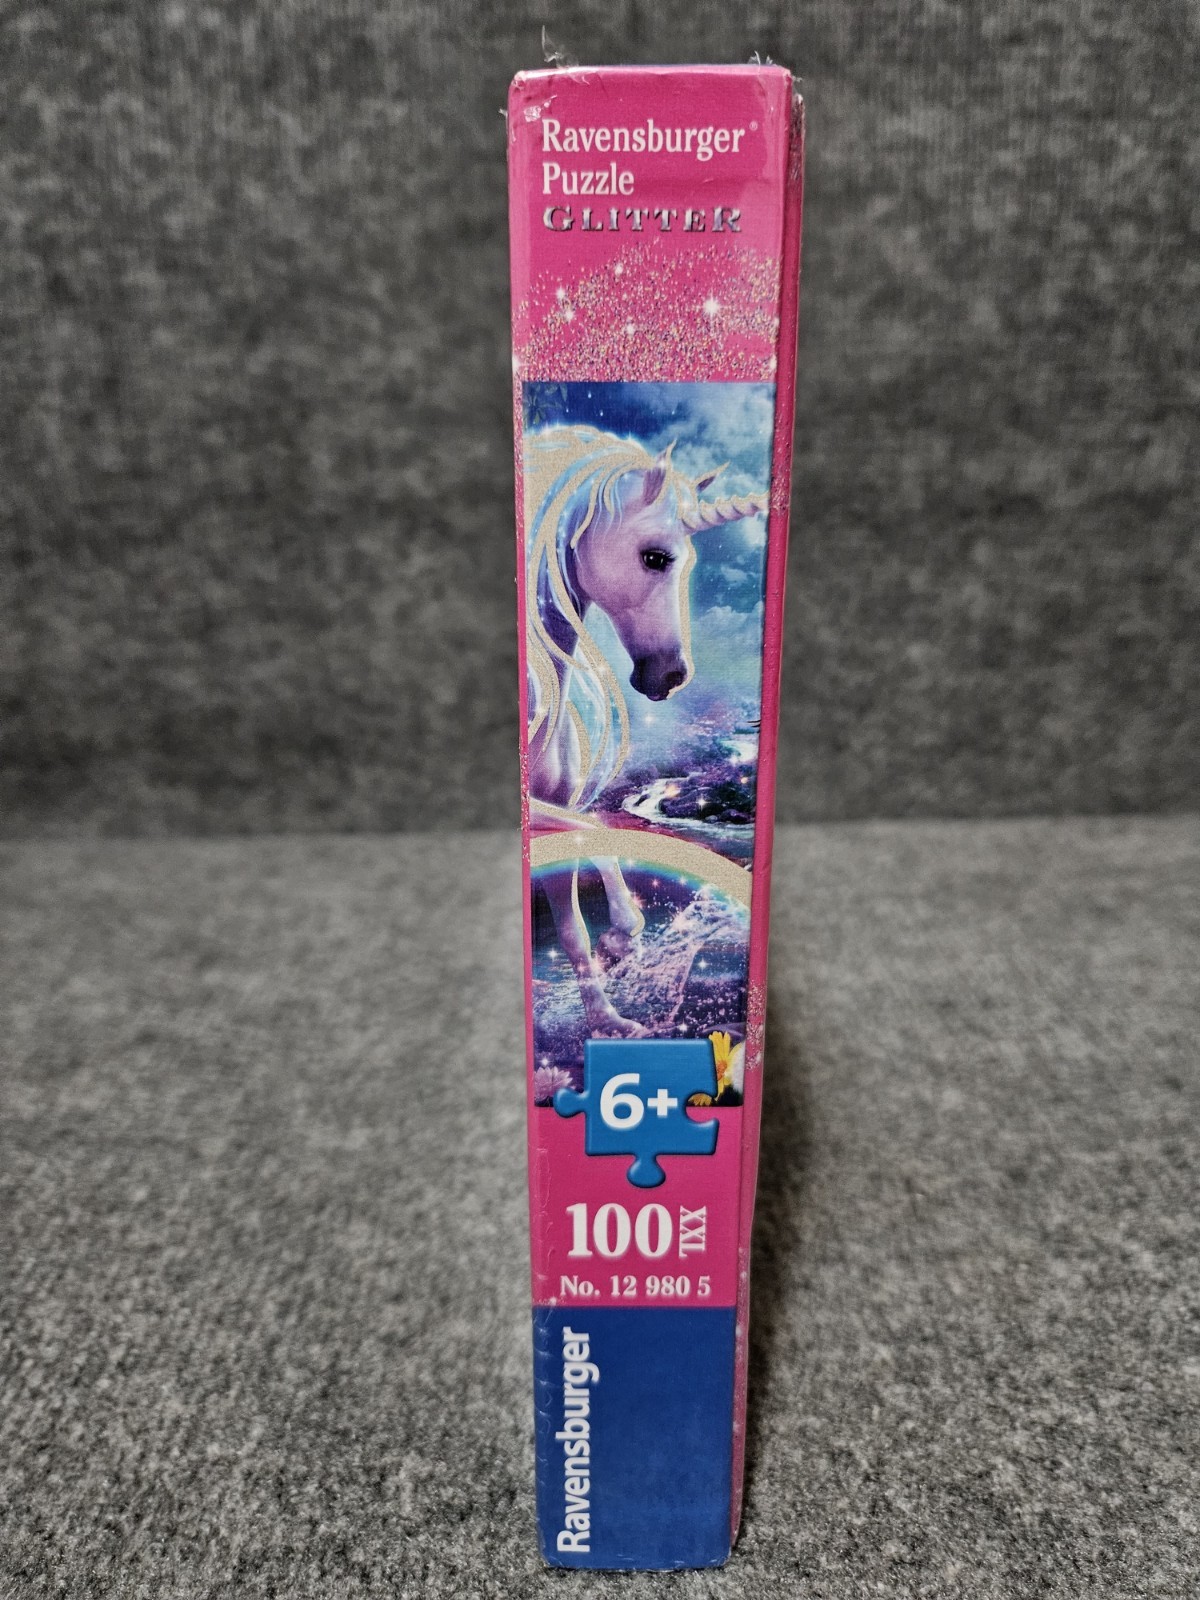 Ravensburger®
Puzzle
GLITTER
6+
100 XXL
No. 12 980 5
Ravensburger